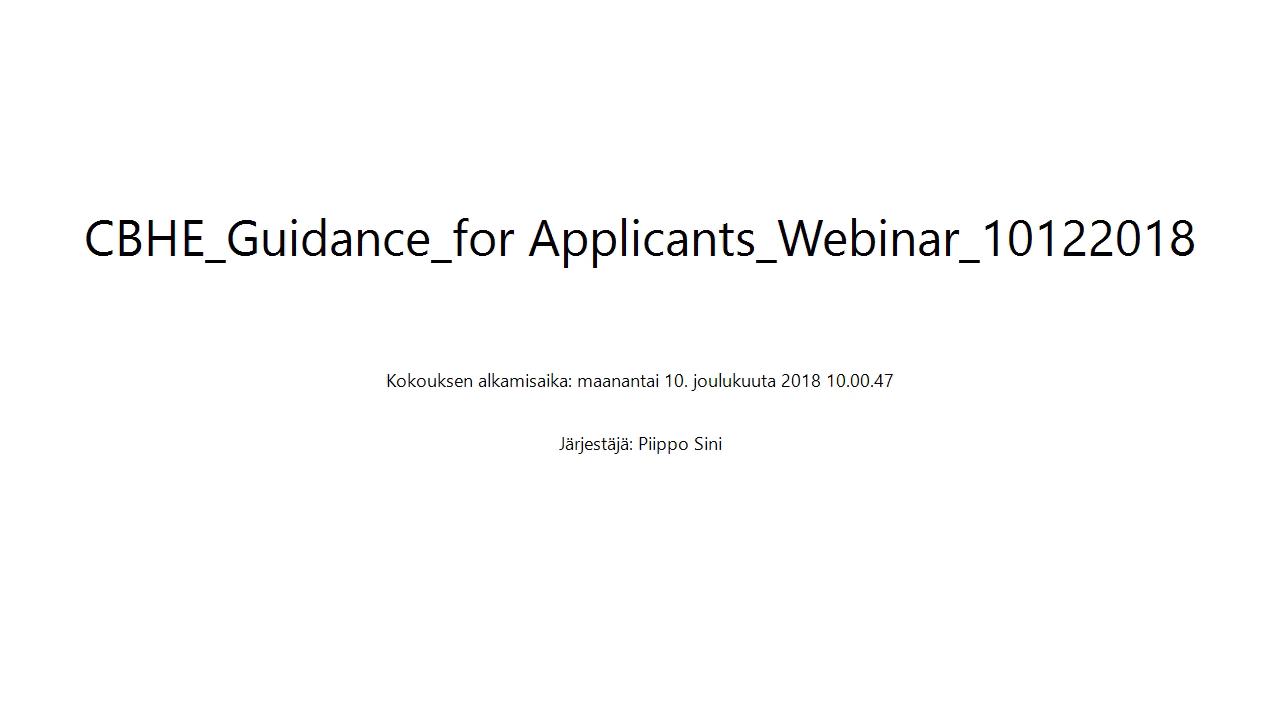 CBHE_Guidance_for Applicants_Webinar_10122018
Kokouksen alkamisaika: maanantai 10. joulukuuta 2018 10.00.47
Järjestäjä: Piippo Sini